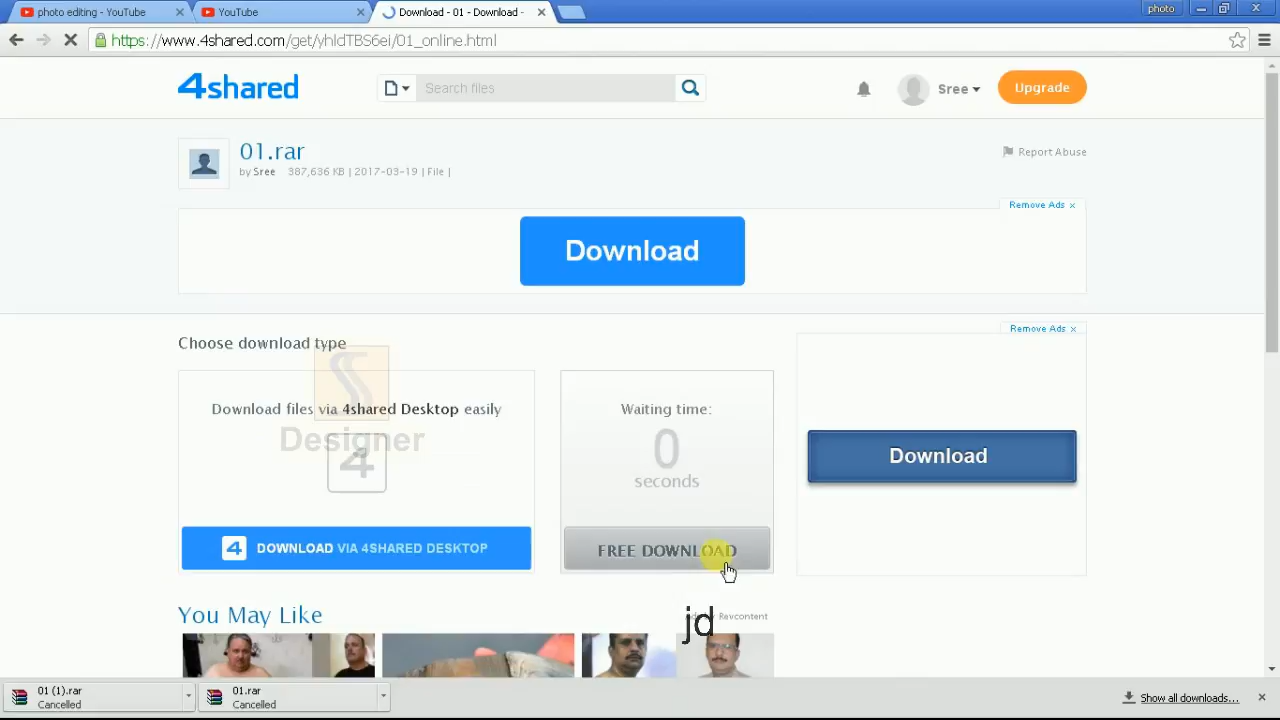 photo editing - YouTube
YouTube
Download - 01 - Download -
photo
https://www.4shared.com/get/yhldTBS6ei/01_online.html
4shared
Search files
Sree
Upgrade
01.rar
by Sree 387,636 KB | 2017-03-19 | File |
Report Abuse
Remove Ads x
Download
Remove Ads x
Choose download type
Download files via 4shared Desktop easily
Designer
4
4 DOWNLOAD VIA 4SHARED DESKTOP
Waiting time:
0
seconds
FREE DOWNLOAD
Download
You May Like
Revcontent
jd
01 (1).rar
Cancelled
01.rar
Cancelled
Show all downloads...